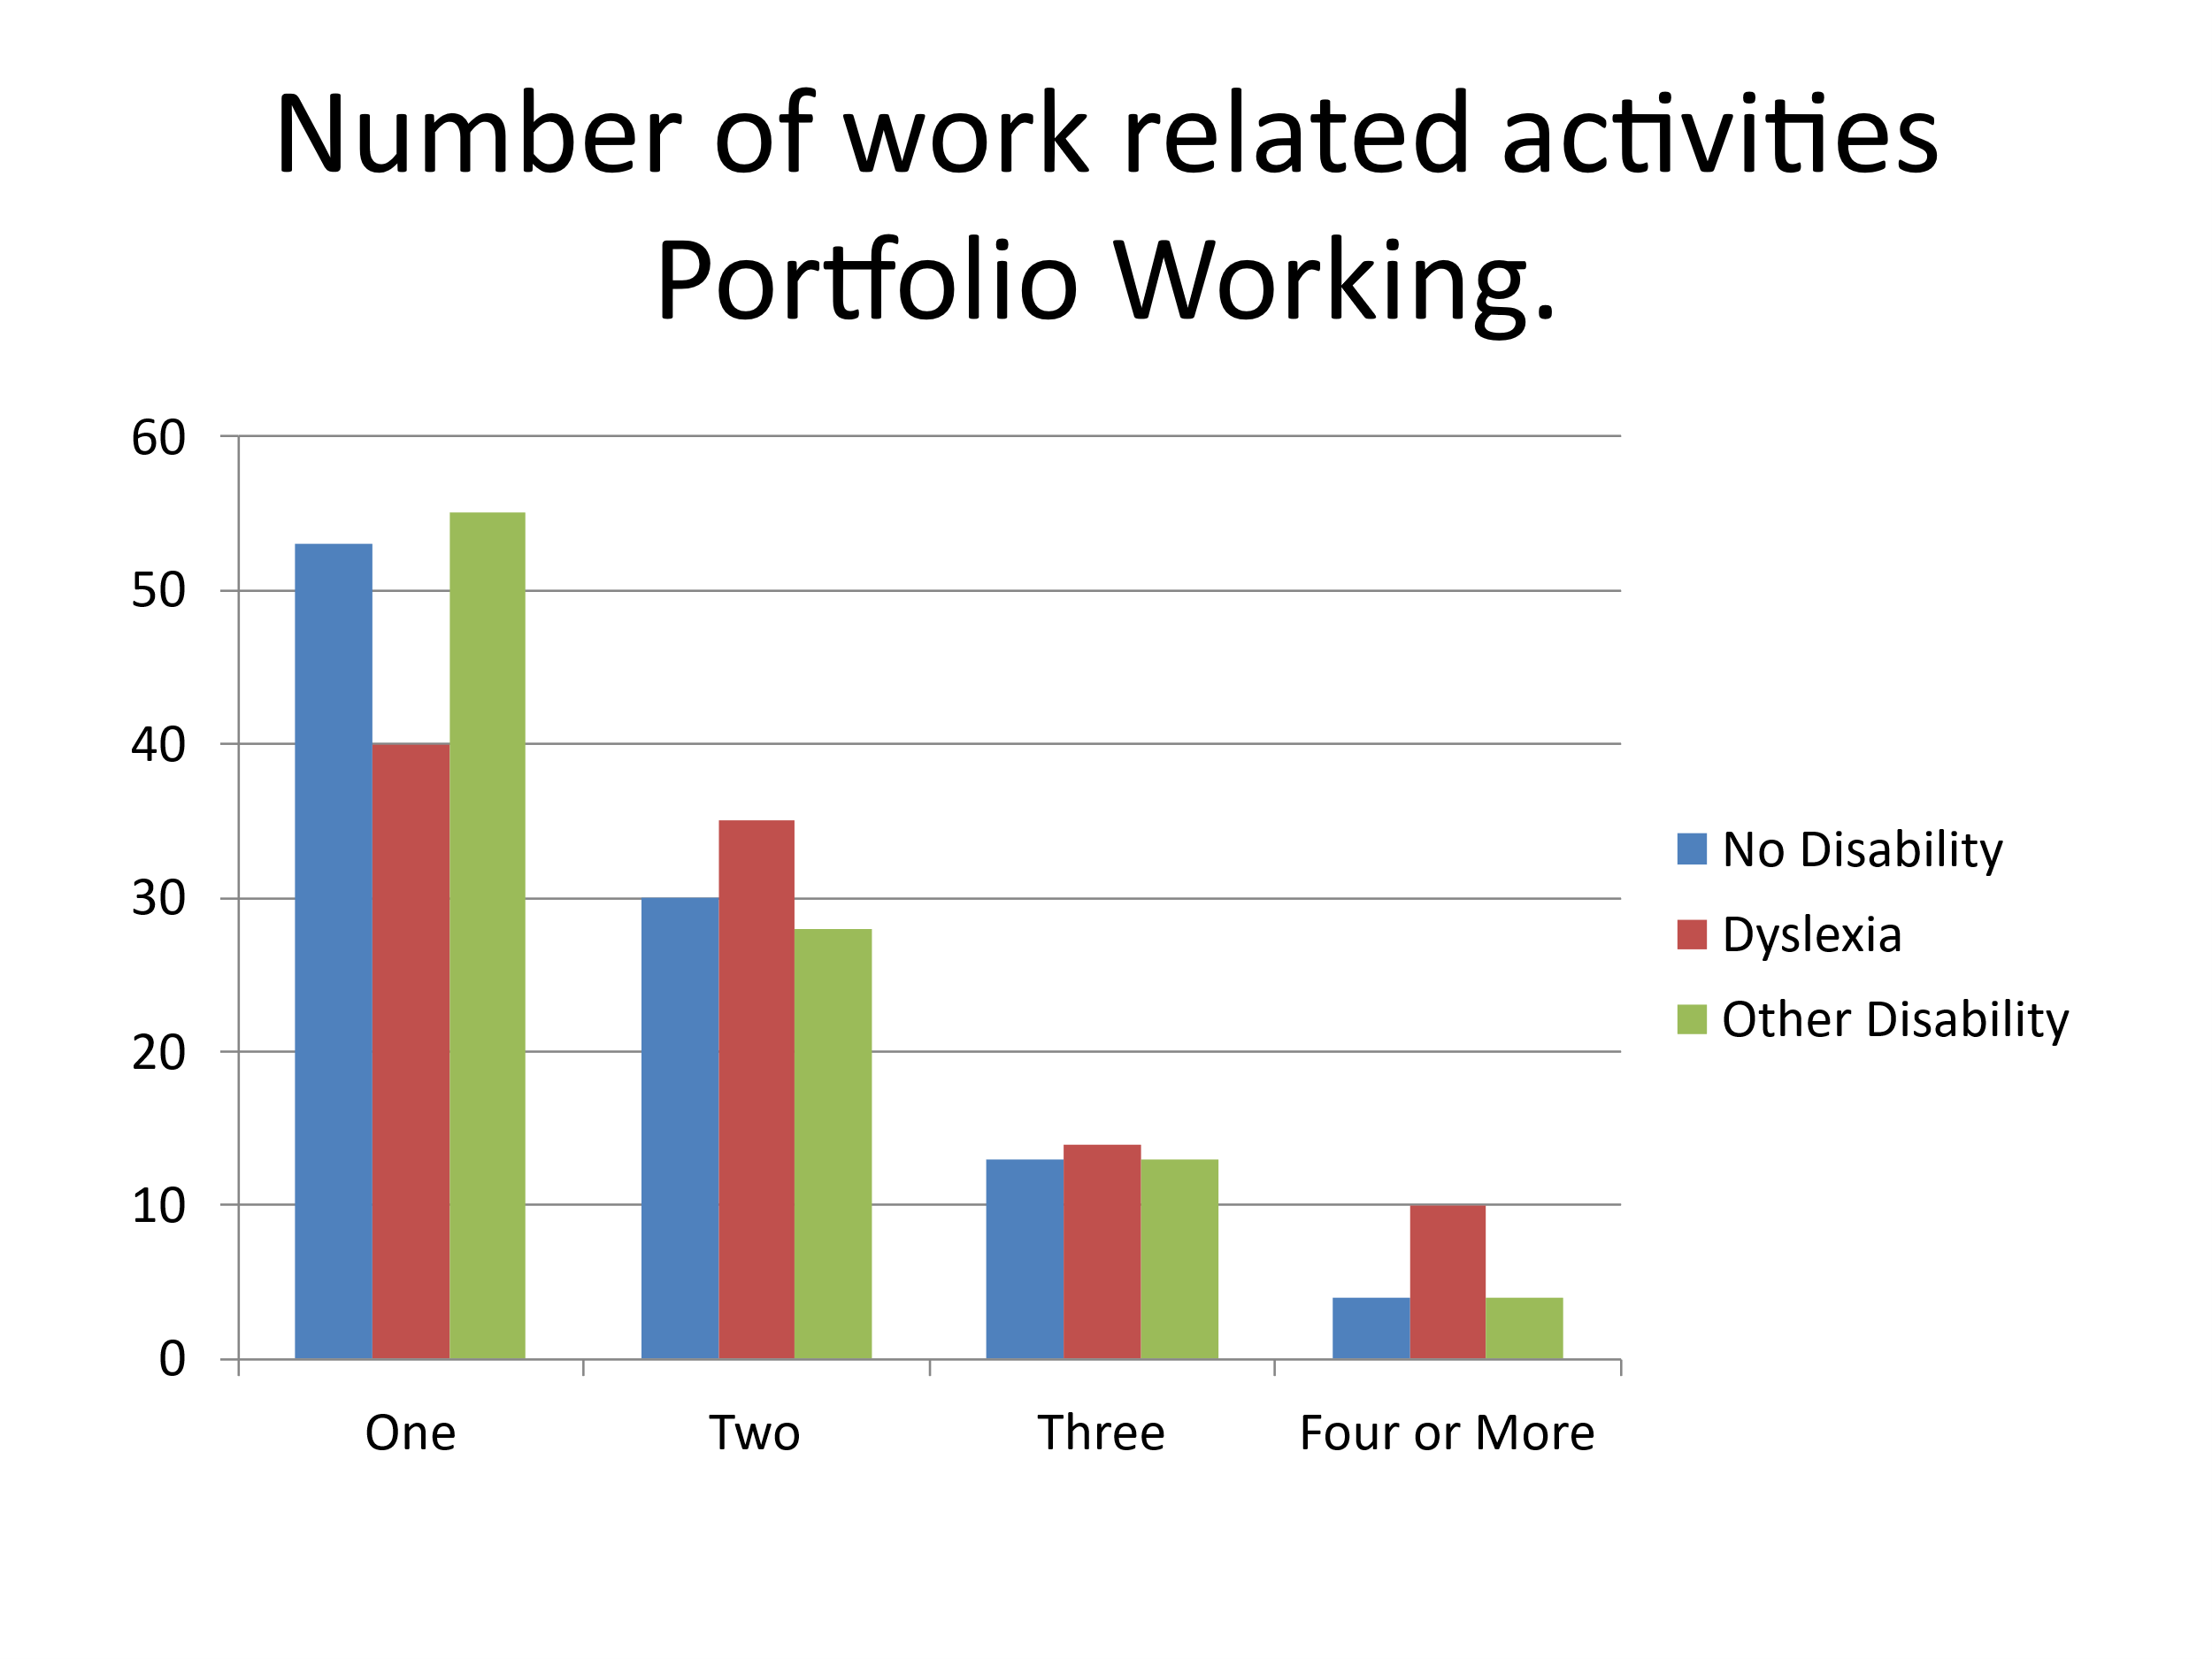 Number of work related activities
Portfolio Working.
60
50
40
30
20
10
0
One
Two
Three
Four or More
No Disability
Dyslexia
Other Disability